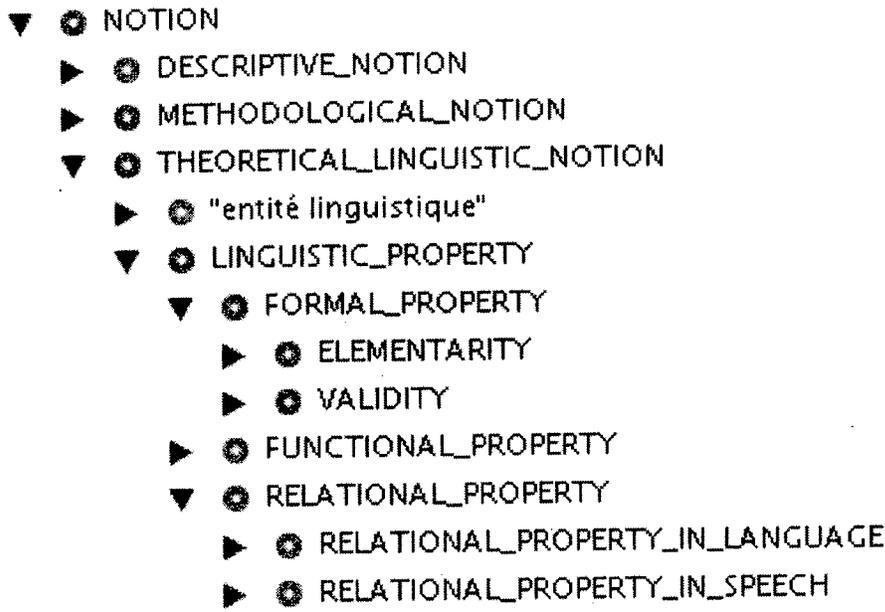 NOTION
DESCRIPTIVE_NOTION
METHODOLOGICAL_NOTION
THEORETICAL_LINGUISTIC_NOTION
"entité linguistique"
LINGUISTIC_PROPERTY
FORMAL_PROPERTY
ELEMENTARITY
VALIDITY
FUNCTIONAL_PROPERTY
RELATIONAL_PROPERTY
RELATIONAL_PROPERTY_IN_LANGUAGE
RELATIONAL_PROPERTY_IN_SPEECH